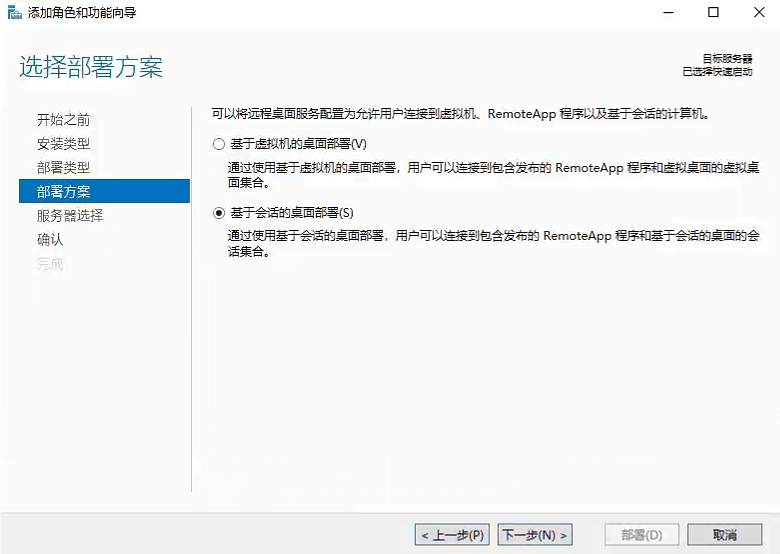 添加角色和功能向导
选择部署方案
目标服务器
已选择快速启动
开始之前
安装类型
部署类型
部署方案
服务器选择
确认
完成
可以将远程桌面服务配置为允许用户连接到虚拟机、RemoteApp 程序以及基于会话的计算机。
基于虚拟机的桌面部署(V)
通过使用基于虚拟机的桌面部署，用户可以连接到包含发布的 RemoteApp 程序和虚拟桌面的虚拟桌
面集合。
基于会话的桌面部署(S)
通过使用基于会话的桌面部署，用户可以连接到包含发布的 RemoteApp 程序和基于会话的桌面的会
话集合。
< 上一步(P)
下一步(N) >
部署(D)
取消